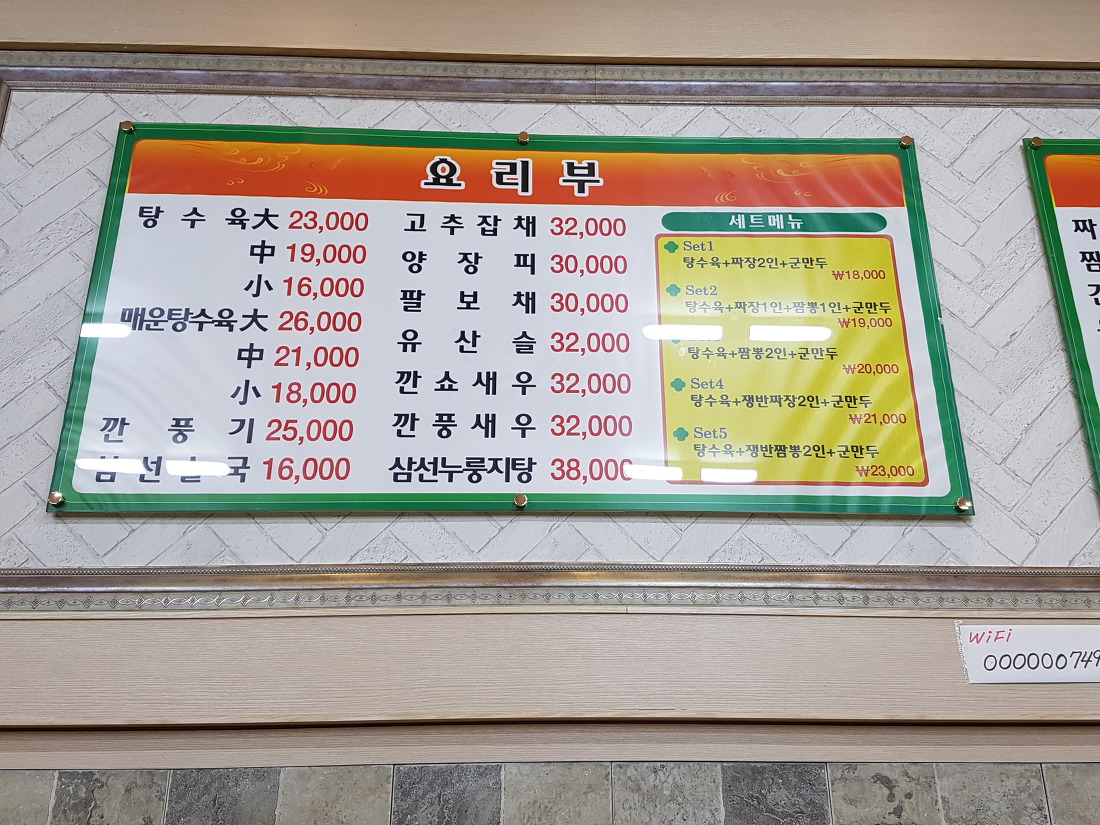 요리부
탕수육大 23,000
中 19,000
小 16,000
매운탕수육大 26,000
中 21,000
小 18,000
깐풍기 25,000
국 16,000
고추잡채 32,000
양장피 30,000
팔보채 30,000
유산슬 32,000
깐쇼새우 32,000
깐풍새우 32,000
삼선누룽지탕 38,000
세트메뉴
Set1
탕수육+짜장2인+군만두
₩18,000
Set2
탕수육+짜장1인+짬뽕1인+군만두
₩19,000
탕수육+짬뽕2인+군만두
₩20,000
Set4
탕수육+쟁반짜장2인+군만두
₩21,000
Set5
탕수육+쟁반짬뽕2인+군만두
₩23,000
짜
짬
WiFi
000000749